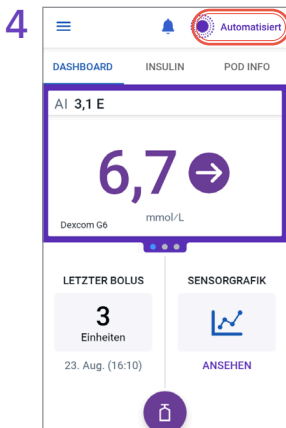 4
Automatisiert
DASHBOARD INSULIN POD INFO
AI 3,1 E
6,7
mmol/L
Dexcom G6
LETZTER BOLUS SENSORGRAFIK
3
Einheiten
23. Aug. (16:10) ANSEHEN